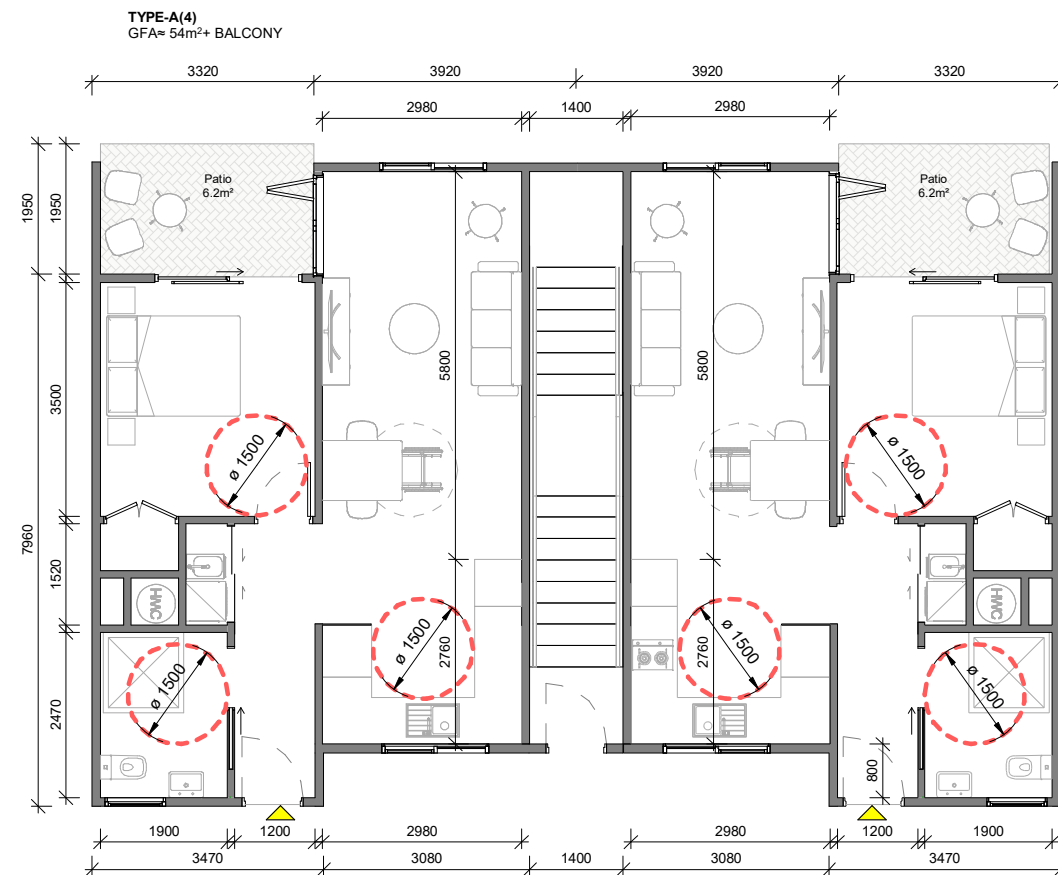 TYPE-A(4)
GFA≈ 54m²+ BALCONY
3320
3920
3920
3320
2980
1400
2980
Patio
6.2m²
Patio
6.2m²
1950
1950
5800
5800
3500
ø 1500
ø 1500
7960
1520
HWC
HWC
ø 1500
2760
2760
ø 1500
ø 1500
ø 1500
2470
800
1900
1200
2980
2980
1200
1900
3470
3080
1400
3080
3470